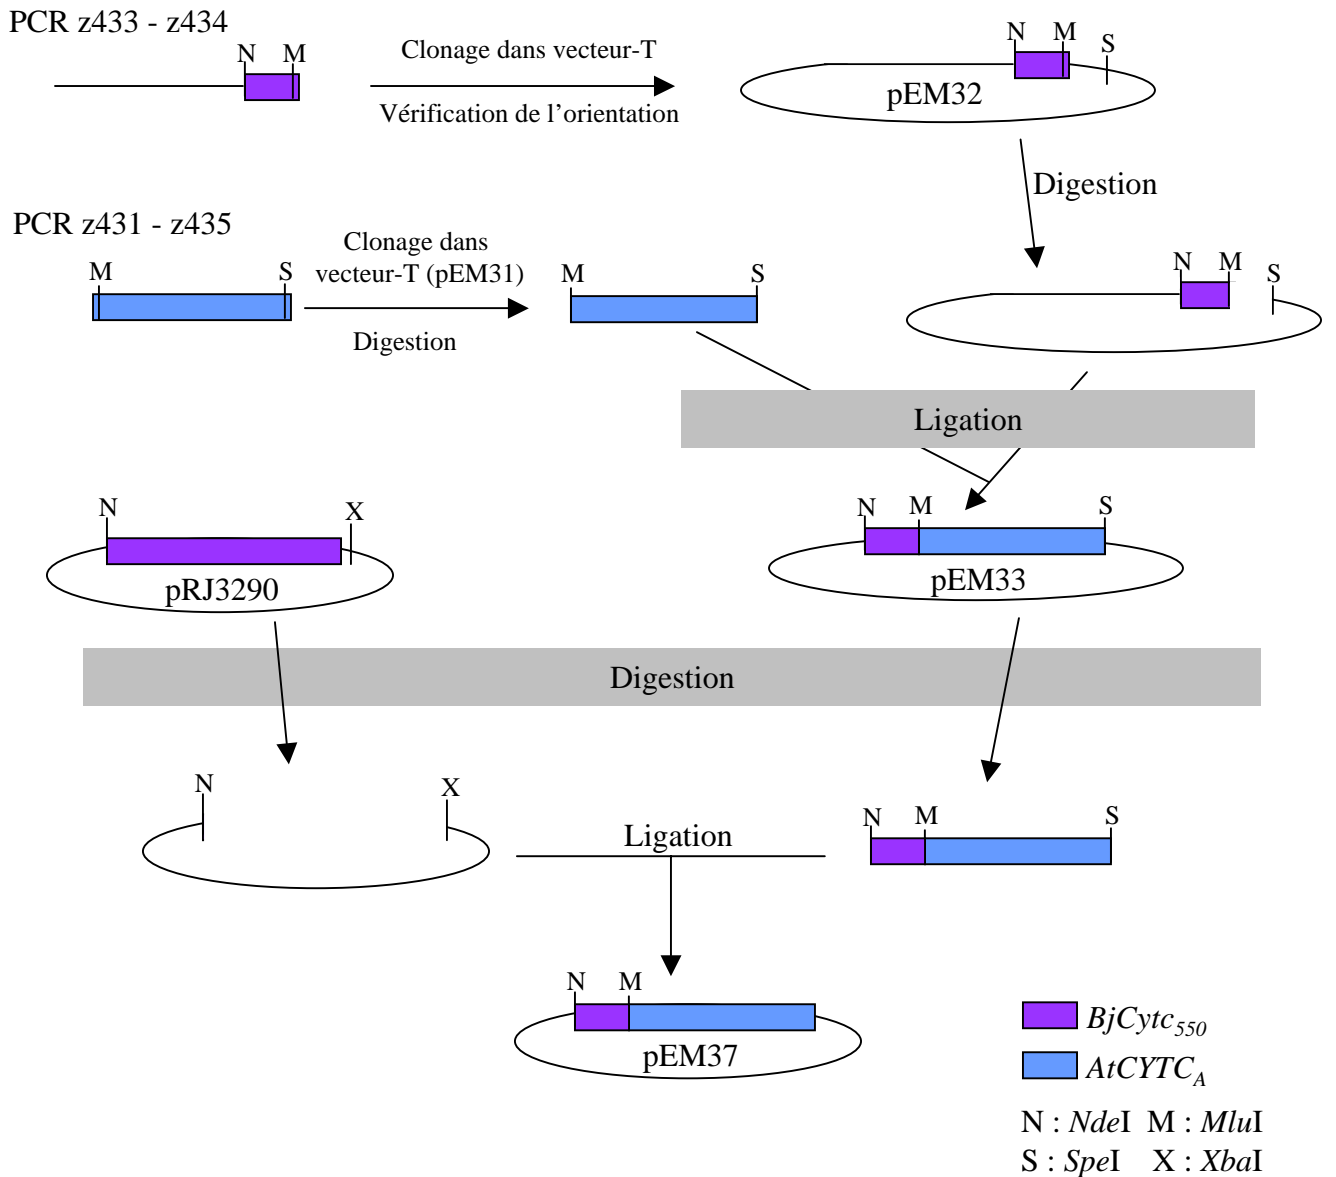 PCR z433 - z434
N M
Clonage dans vecteur-T
Vérification de l'orientation
N M S
pEM32
Digestion
PCR z431 - z435
M S
Clonage dans
vecteur-T (pEM31)
Digestion
M S
N M S
Ligation
N X
pRJ3290
N M S
pEM33
Digestion
N X
Ligation
N M S
N M
pEM37
BjCytc550
AtCYTCA
N : NdeI M : MluI
S : SpeI X : XbaI